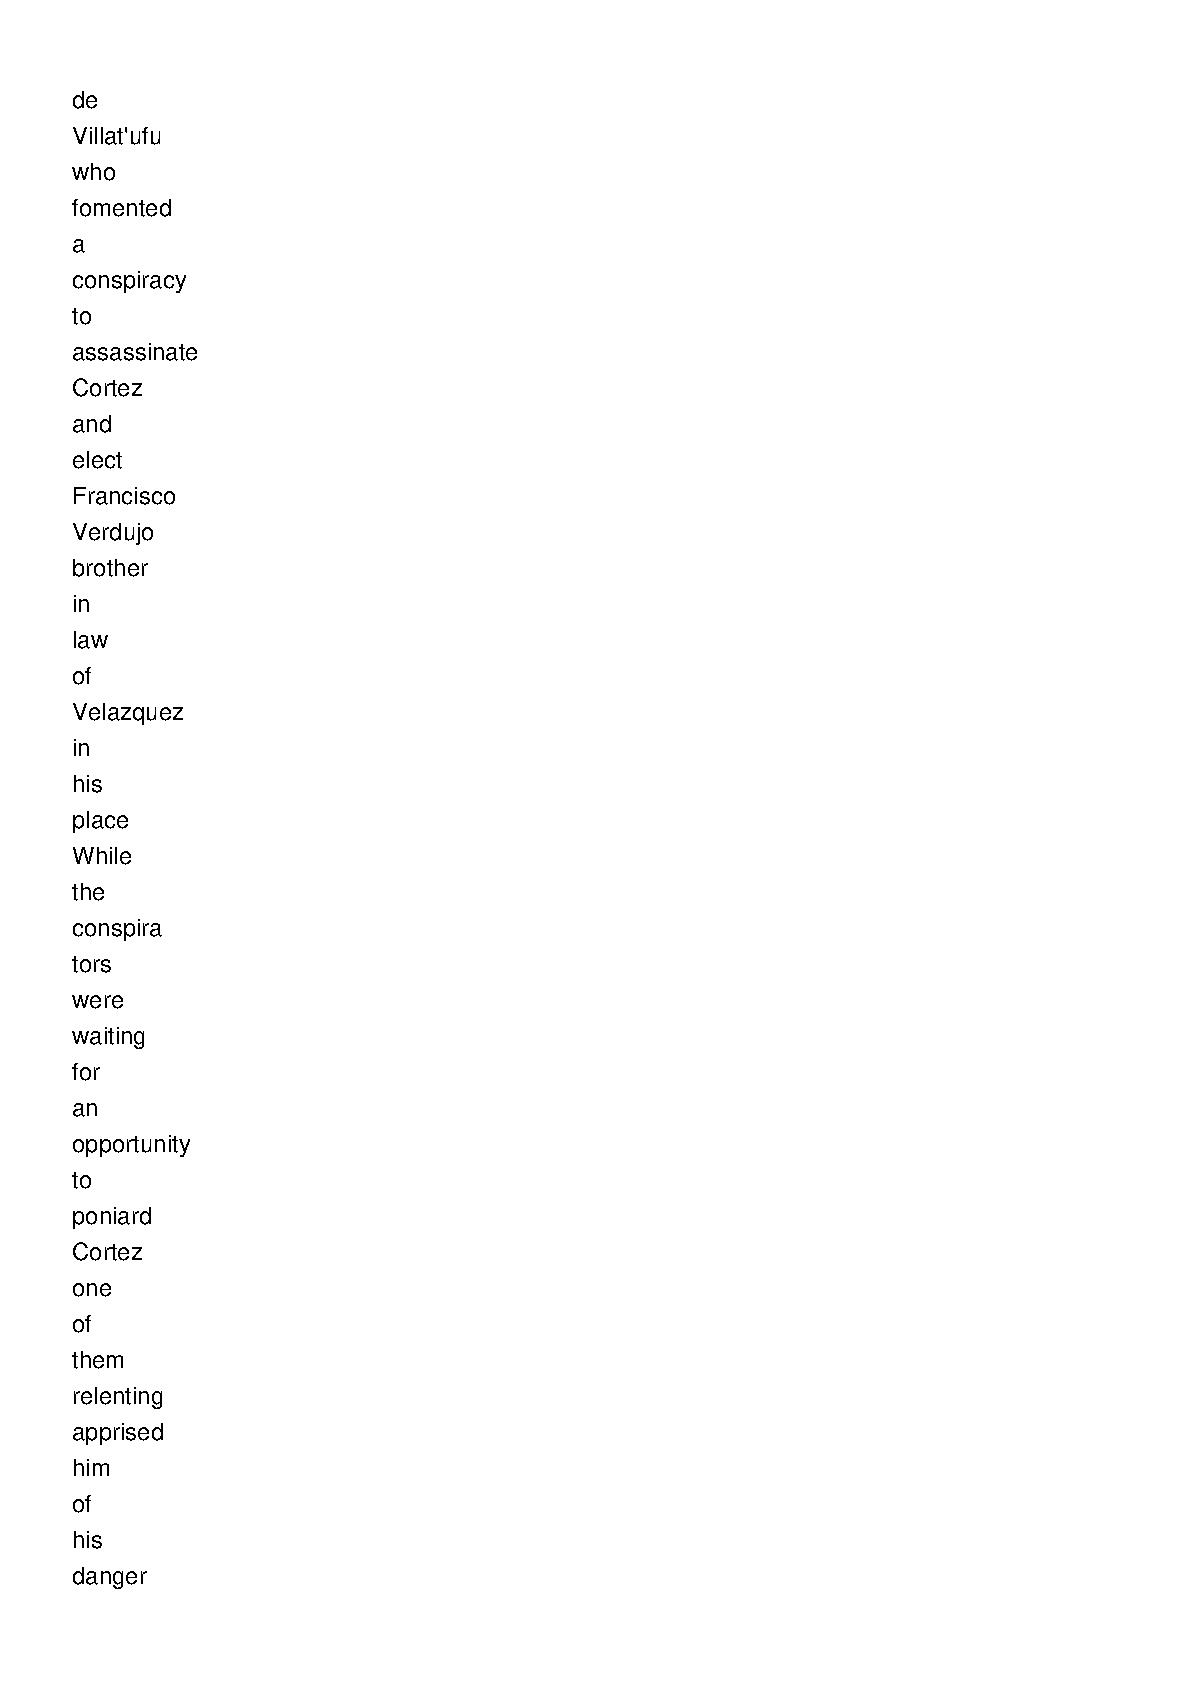 de
Villat'ufu
who
fomented
a
conspiracy
to
assassinate
Cortez
and
elect
Francisco
Verdujo
brother
in
law
of
Velazquez
in
his
place
While
the
conspira
tors
were
waiting
for
an
opportunity
to
poniard
Cortez
one
of
them
relenting
apprised
him
of
his
danger